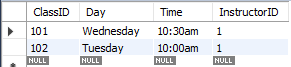 ClassID Day Time InstructorID
101 Wednesday 10:30am 1
102 Tuesday 10:00am 1
NULL NULL NULL NULL